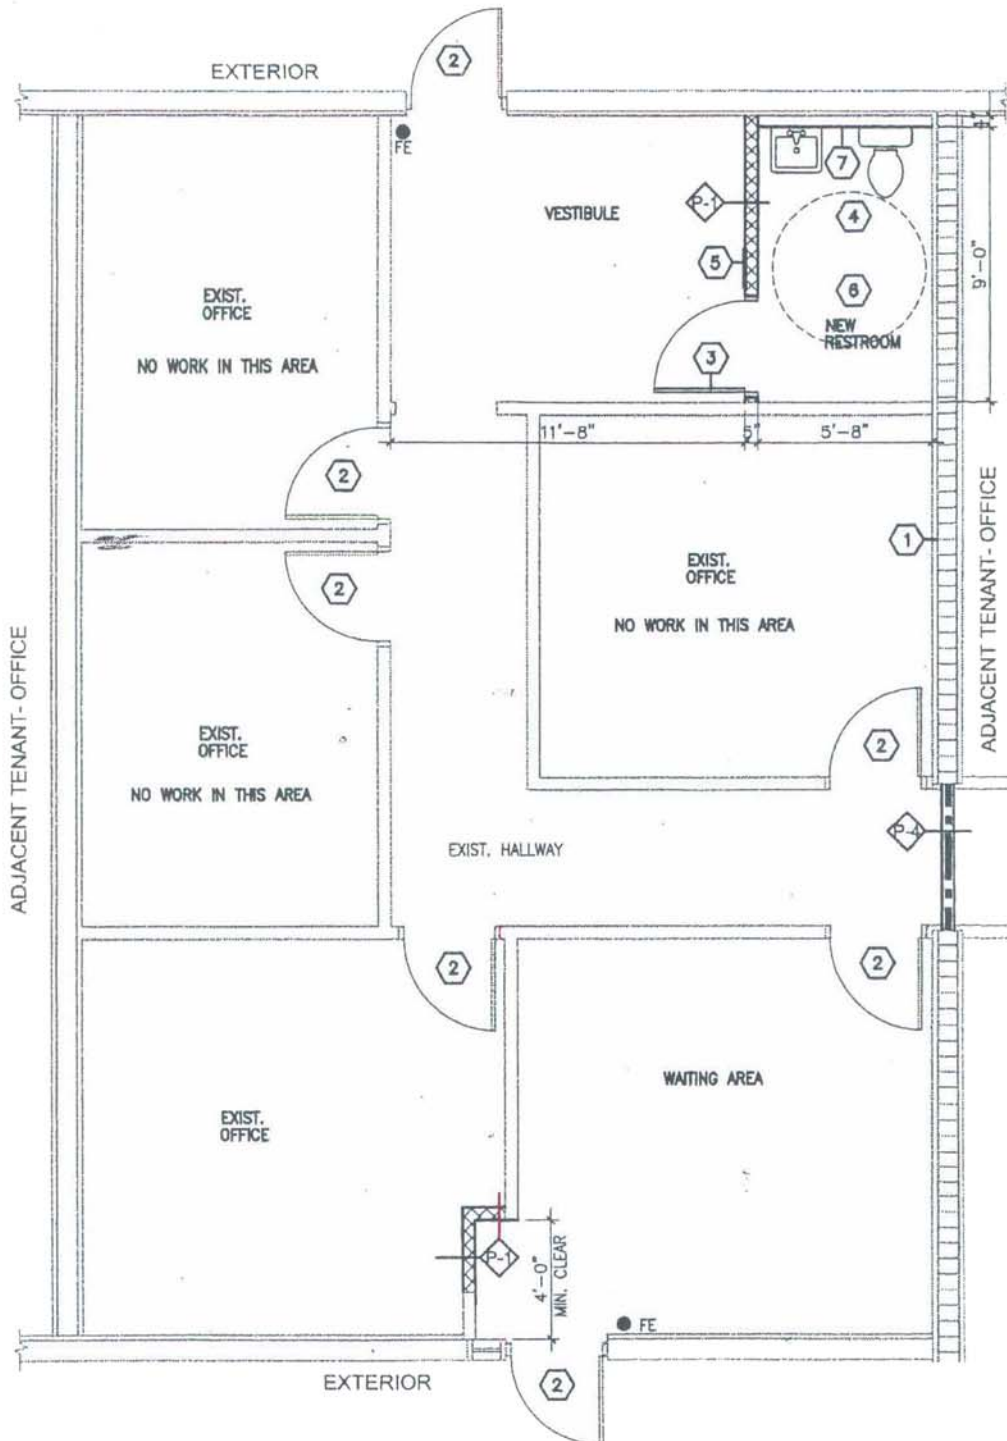 EXTERIOR
2
FE
4"
7
P-1
VESTIBULE
4
5
9'-0"
6
EXIST.
OFFICE
NO WORK IN THIS AREA
NEW
RESTROOM
3
11'-8"
5"
5'-8"
2
1
EXIST.
OFFICE
NO WORK IN THIS AREA
2
ADJACENT TENANT- OFFICE
ADJACENT TENANT- OFFICE
EXIST.
OFFICE
NO WORK IN THIS AREA
2
P-4
EXIST. HALLWAY
2
2
WAITING AREA
EXIST.
OFFICE
P-1
4'-0"
MIN. CLEAR
FE
EXTERIOR
2